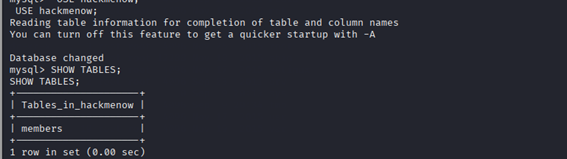 mysql> USE hackmenow;
USE hackmenow;
Reading table information for completion of table and column names
You can turn off this feature to get a quicker startup with -A
Database changed
mysql> SHOW TABLES;
SHOW TABLES;
+---------------------+
| Tables_in_hackmenow |
+---------------------+
| members             |
+---------------------+
1 row in set (0.00 sec)